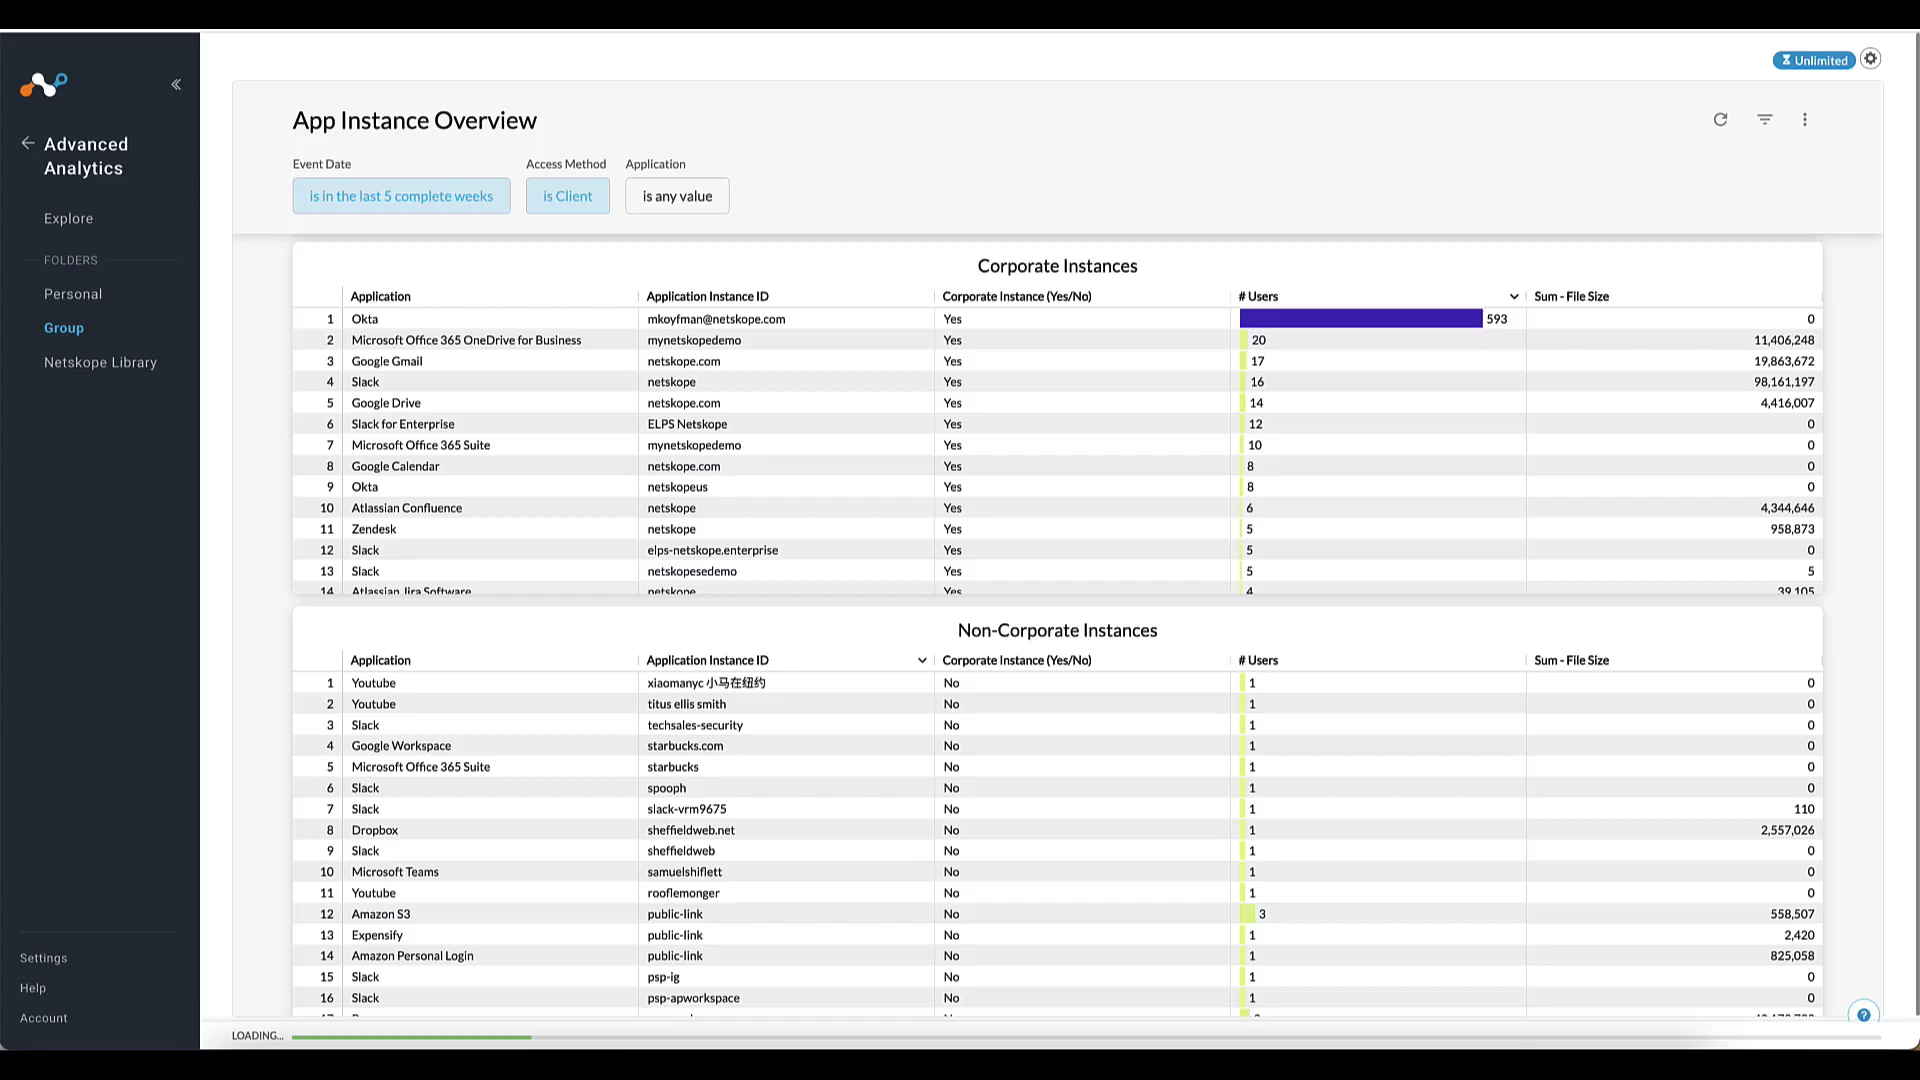 Unlimited
Advanced
Analytics
Explore
FOLDERS
Personal
Group
Netskope Library
Settings
Help
Account
App Instance Overview
Event Date Access Method Application
is in the last 5 complete weeks is Client is any value
Corporate Instances
Application Application Instance ID Corporate Instance (Yes/No) # Users Sum - File Size
1 Okta mkoyfman@netskope.com Yes 593 0
2 Microsoft Office 365 OneDrive for Business mynetskopedemo Yes 20 11,406,248
3 Google Gmail netskope.com Yes 17 19,863,672
4 Slack netskope Yes 16 98,161,197
5 Google Drive netskope.com Yes 14 4,416,007
6 Slack for Enterprise ELPS Netskope Yes 12 0
7 Microsoft Office 365 Suite mynetskopedemo Yes 10 0
8 Google Calendar netskope.com Yes 8 0
9 Okta netskopeus Yes 8 0
10 Atlassian Confluence netskope Yes 6 4,344,646
11 Zendesk netskope Yes 5 958,873
12 Slack elps-netskope.enterprise Yes 5 0
13 Slack netskopesedemo Yes 5 5
14 Atlassian Jira Software netskope Yes 4 39,105
Non-Corporate Instances
Application Application Instance ID Corporate Instance (Yes/No) # Users Sum - File Size
1 Youtube xiaomanyc 小马在纽约 No 1 0
2 Youtube titus ellis smith No 1 0
3 Slack techsales-security No 1 0
4 Google Workspace starbucks.com No 1 0
5 Microsoft Office 365 Suite starbucks No 1 0
6 Slack spooph No 1 0
7 Slack slack-vrm9675 No 1 110
8 Dropbox sheffieldweb.net No 1 2,557,026
9 Slack sheffieldweb No 1 0
10 Microsoft Teams samuelshiflett No 1 0
11 Youtube rooflemonger No 1 0
12 Amazon S3 public-link No 3 558,507
13 Expensify public-link No 1 2,420
14 Amazon Personal Login public-link No 1 825,058
15 Slack psp-ig No 1 0
16 Slack psp-apworkspace No 1 0
LOADING...